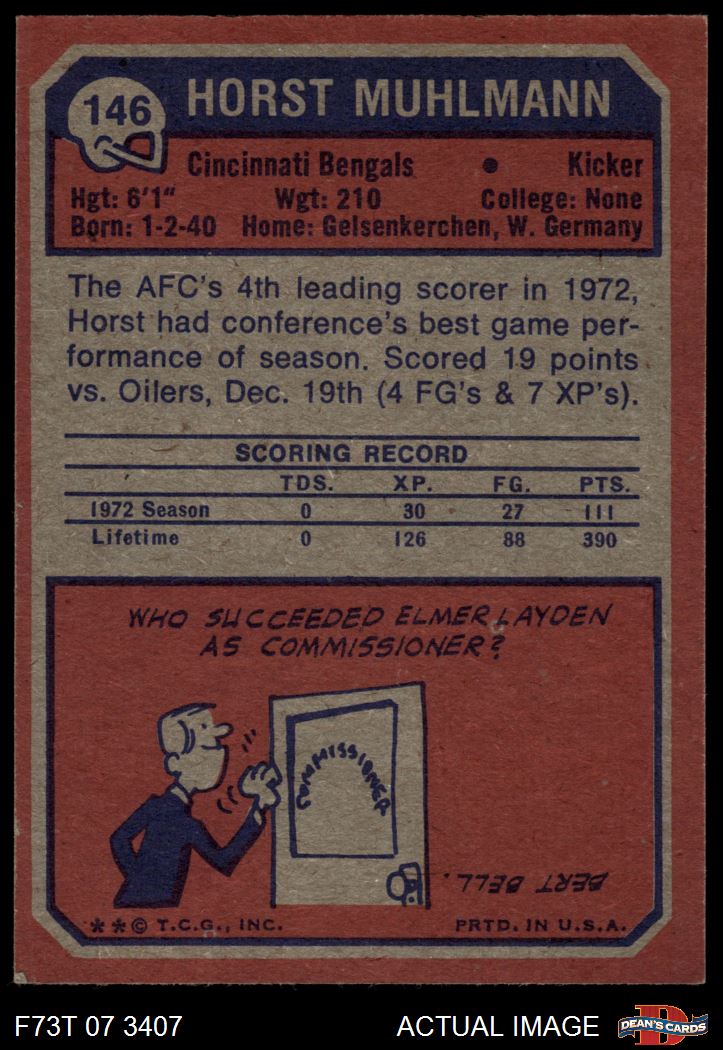 146
HORST MUHLMANN
Cincinnati Bengals • Kicker
Hgt: 6'1" Wgt: 210 College: None
Born: 1-2-40 Home: Gelsenkerchen, W. Germany
The AFC's 4th leading scorer in 1972,
Horst had conference's best game per-
formance of season. Scored 19 points
vs. Oilers, Dec. 19th (4 FG's & 7 XP's).
SCORING RECORD
TDS. XP. FG. PTS.
1972 Season 0 30 27 111
Lifetime 0 126 88 390
WHO SUCCEEDED ELMER LAYDEN
AS COMMISSIONER?
COMMISSIONER
BERT BELL.
**© T.C.G., INC. PRTD. IN U.S.A.
F73T 07 3407 ACTUAL IMAGE
D
DEAN'S CARDS